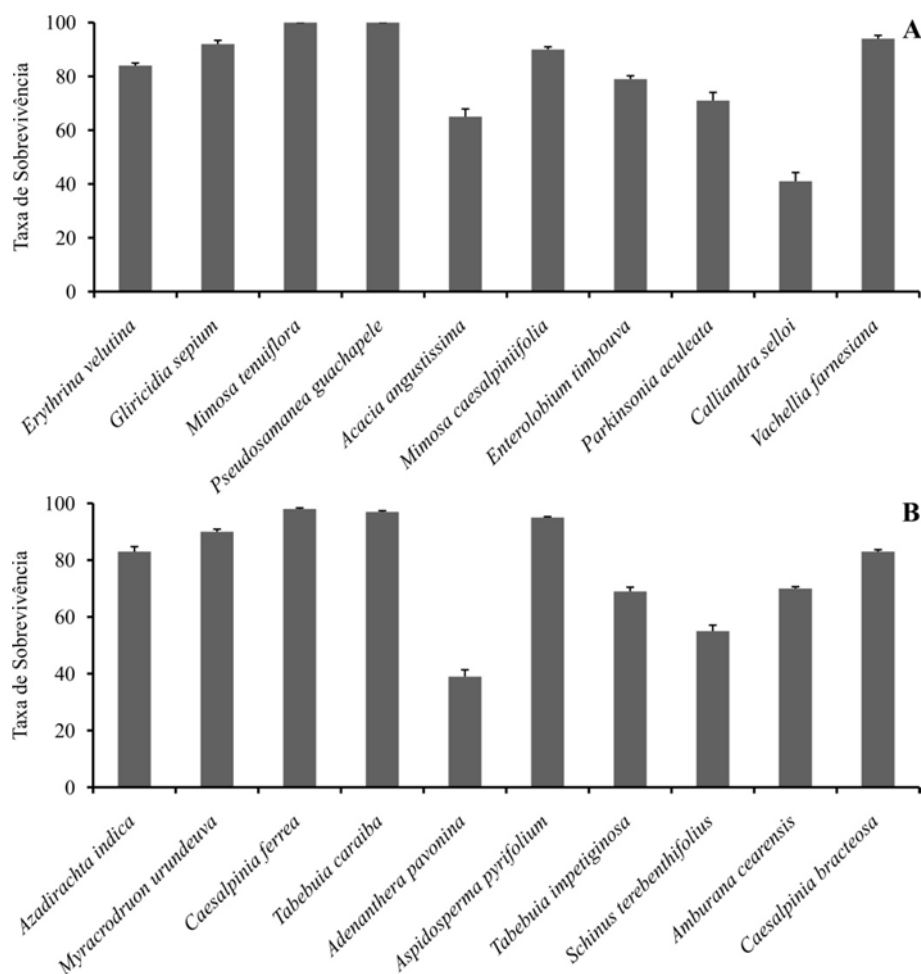 A
Taxa de Sobrevivência
100
80
60
40
20
0
Erythrina velutina
Gliricidia sepium
Mimosa tenuiflora
Pseudosamanea guachapele
Acacia angustissima
Mimosa caesalpiniifolia
Enterolobium timbouva
Parkinsonia aculeata
Calliandra selloi
Vachellia farnesiana
B
Taxa de Sobrevivência
100
80
60
40
20
0
Azadirachta indica
Myracrodruon urundeuva
Caesalpinia ferrea
Tabebuia caraiba
Adenanthera pavonina
Aspidosperma pyrifolium
Tabebuia impetiginosa
Schinus terebenthifolius
Amburana cearensis
Caesalpinia bracteosa